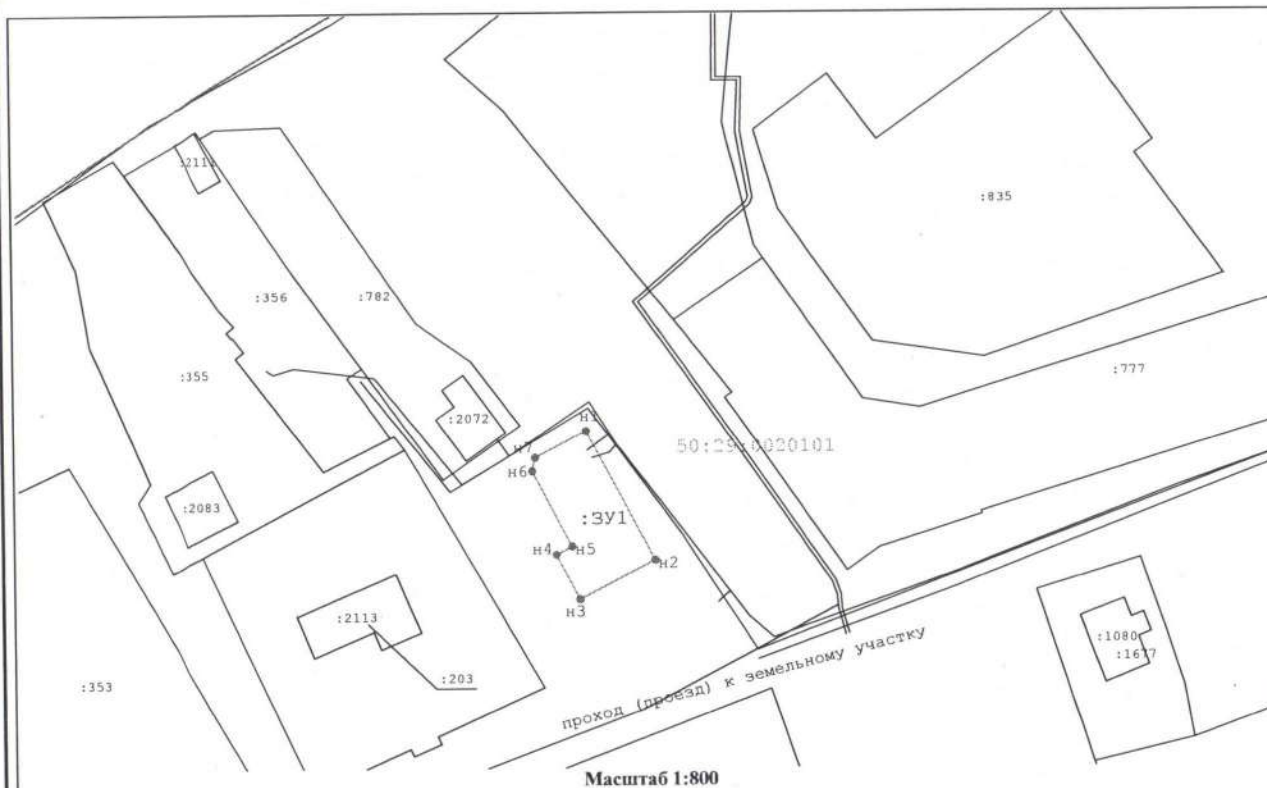 :2111
:835
:356
:782
:777
:355
:2072
н1
50:29:0020101
н7
н6
:2083
:ЗУ1
н4
н5
н2
н3
:2113
:1080
:1677
:203
:353
проход (проезд) к земельному участку
Масштаб 1:800